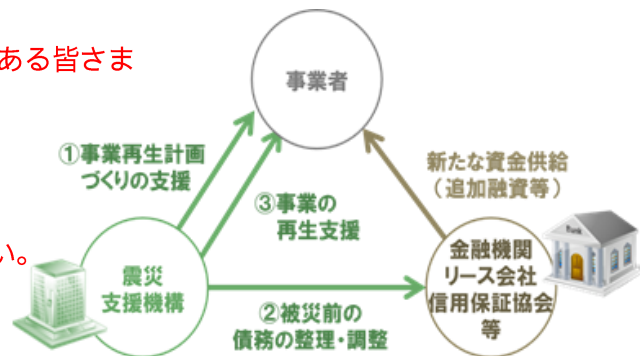 ある皆さま
事業者
①事業再生計画
づくりの支援
新たな資金供給
（追加融資等）
③事業の
再生支援
い。
震災
支援機構
金融機関
リース会社
信用保証協会
等
②被災前の
債務の整理・調整
Bank